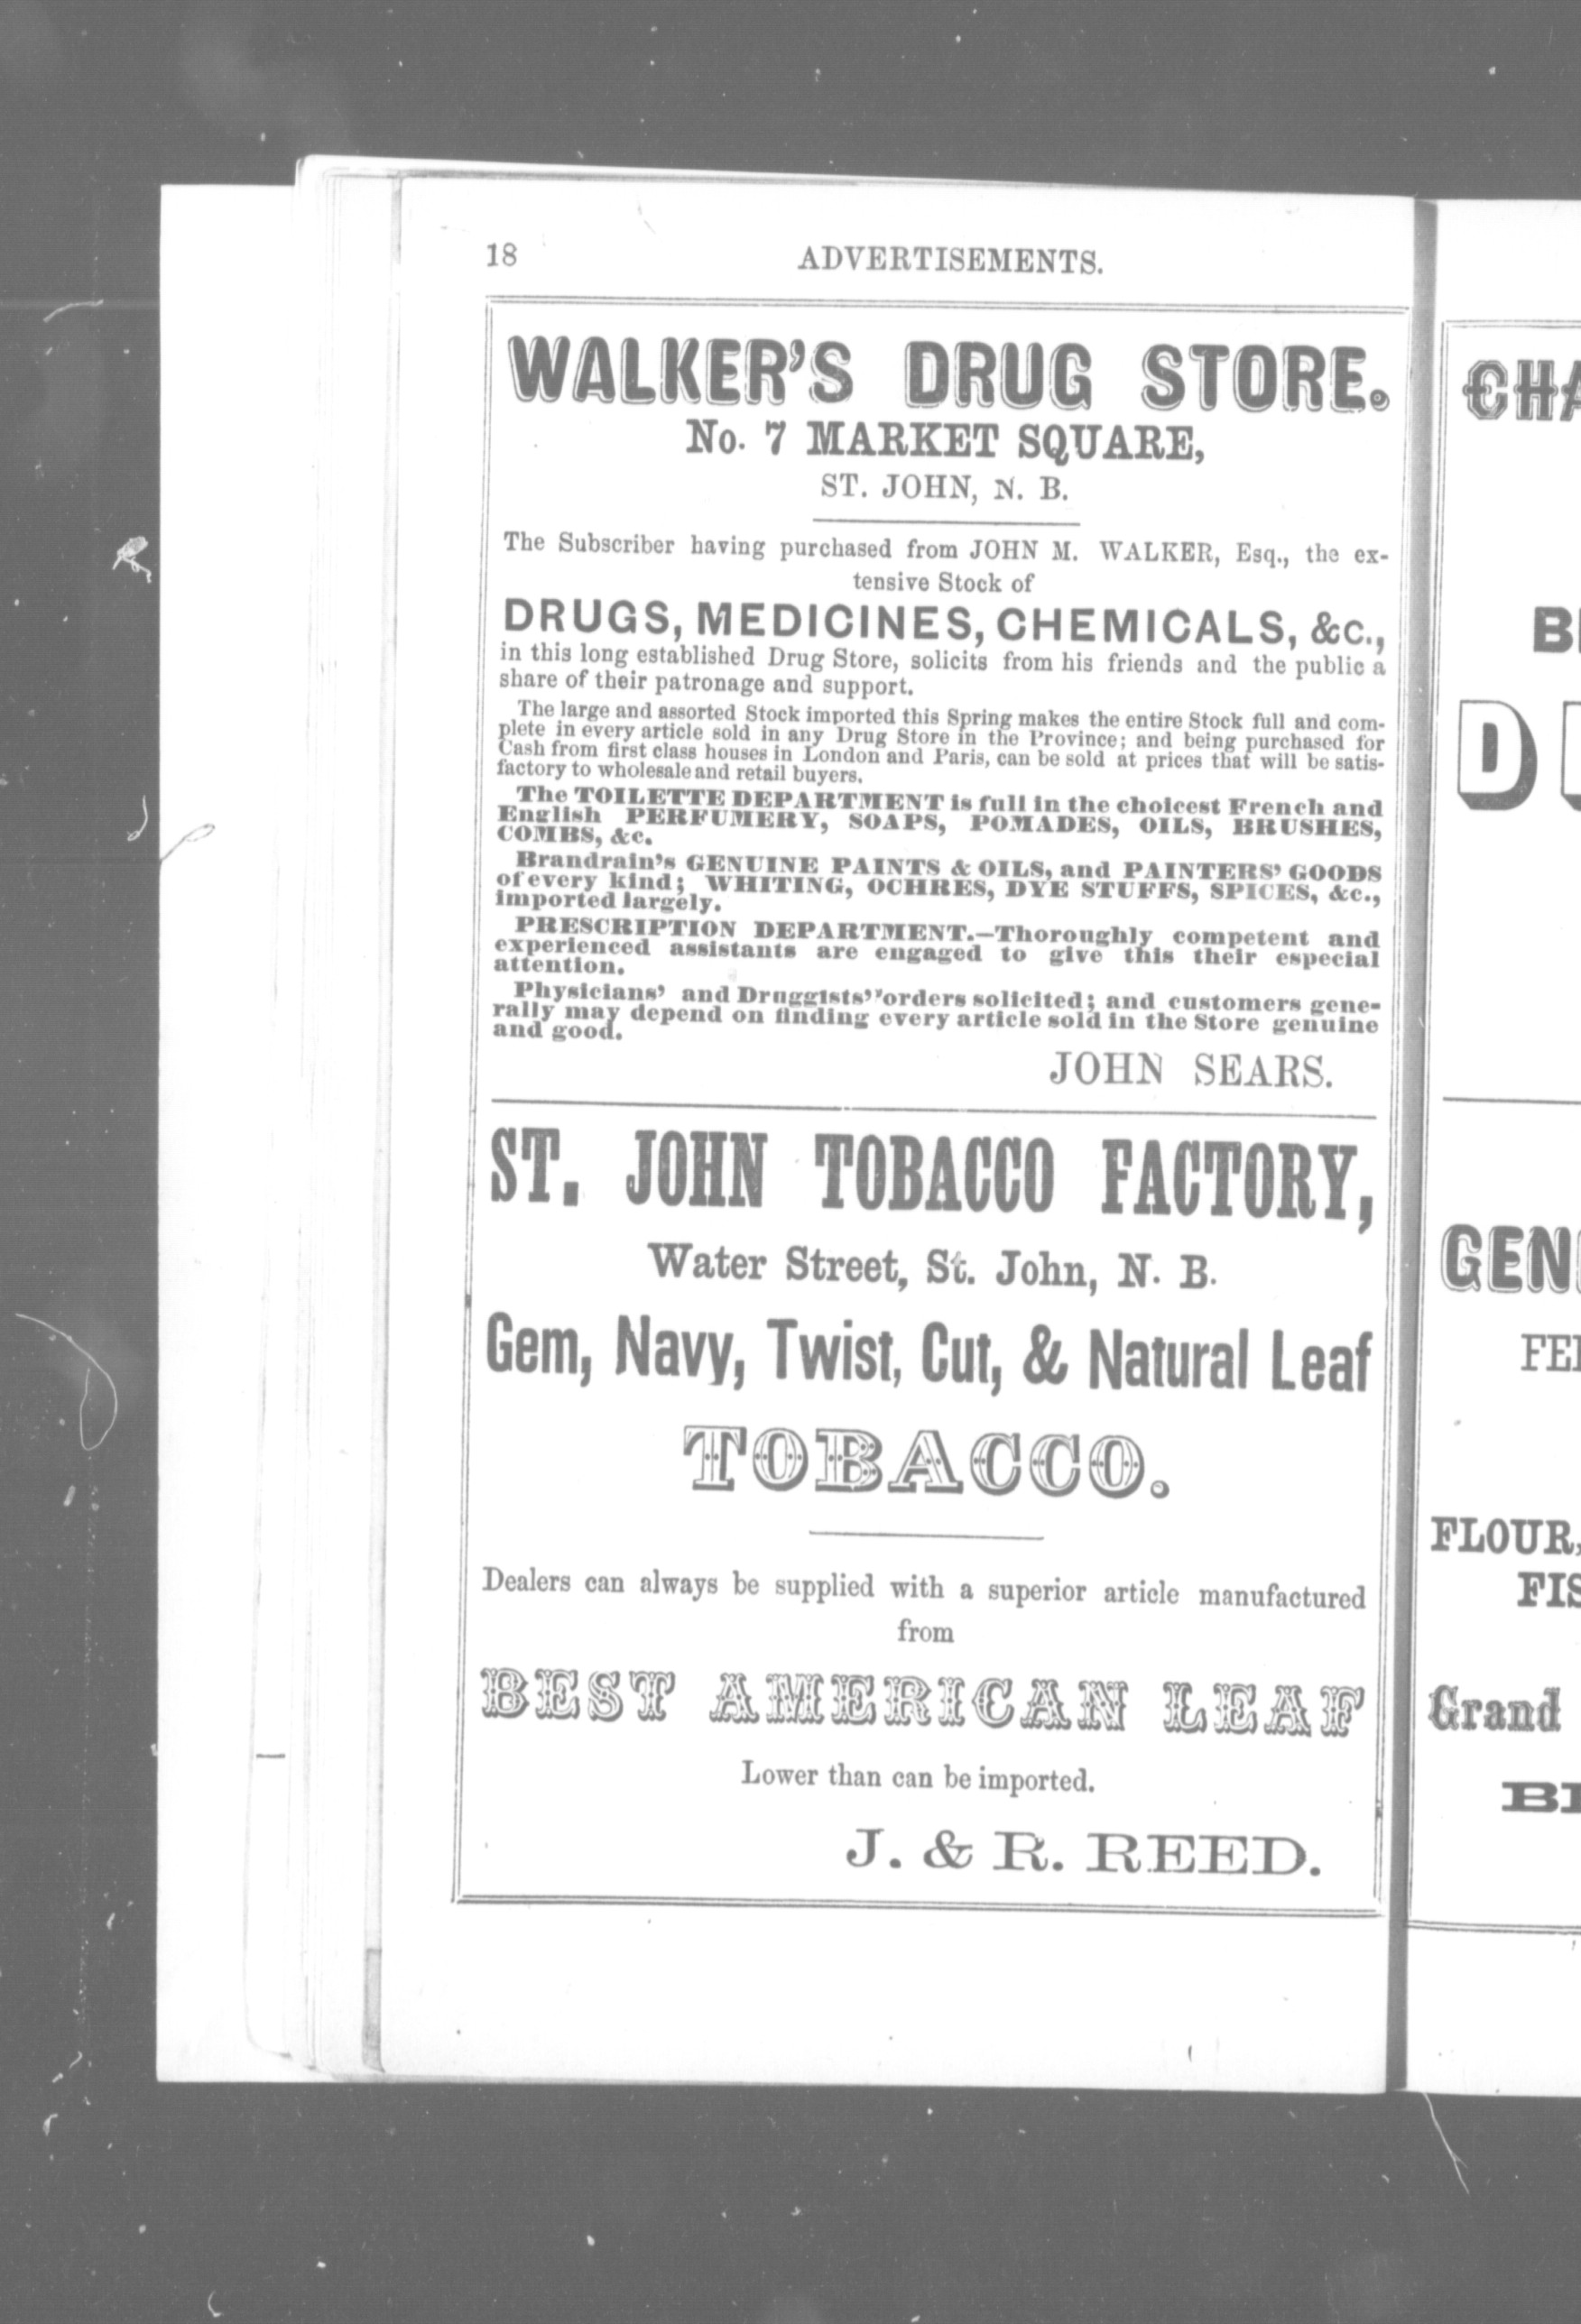 18 ADVERTISEMENTS.
WALKER'S DRUG STORE.
No. 7 MARKET SQUARE,
ST. JOHN, N. B.
The Subscriber having purchased from JOHN M. WALKER, Esq., the ex-
tensive Stock of
DRUGS, MEDICINES, CHEMICALS, &c.,
in this long established Drug Store, solicits from his friends and the public a
share of their patronage and support.
The large and assorted Stock imported this Spring makes the entire Stock full and com-
plete in every article sold in any Drug Store in the Province; and being purchased for
Cash from first class houses in London and Paris, can be sold at prices that will be satis-
factory to wholesale and retail buyers.
The TOILETTE DEPARTMENT is full in the choicest French and
English PERFUMERY, SOAPS, POMADES, OILS, BRUSHES,
COMBS, &c.
Brandrain's GENUINE PAINTS & OILS, and PAINTERS' GOODS
of every kind; WHITING, OCHRES, DYE STUFFS, SPICES, &c.,
imported largely.
PRESCRIPTION DEPARTMENT.—Thoroughly competent and
experienced assistants are engaged to give this their especial
attention.
Physicians' and Druggists' orders solicited; and customers gene-
rally may depend on finding every article sold in the Store genuine
and good.
JOHN SEARS.
ST. JOHN TOBACCO FACTORY,
Water Street, St. John, N. B.
Gem, Navy, Twist, Cut, & Natural Leaf
TOBACCO.
Dealers can always be supplied with a superior article manufactured
from
BEST AMERICAN LEAF
Lower than can be imported.
J. & R. REED.
CHA
B
D
GEN
FE
FLOUR,
FIS
Grand
B